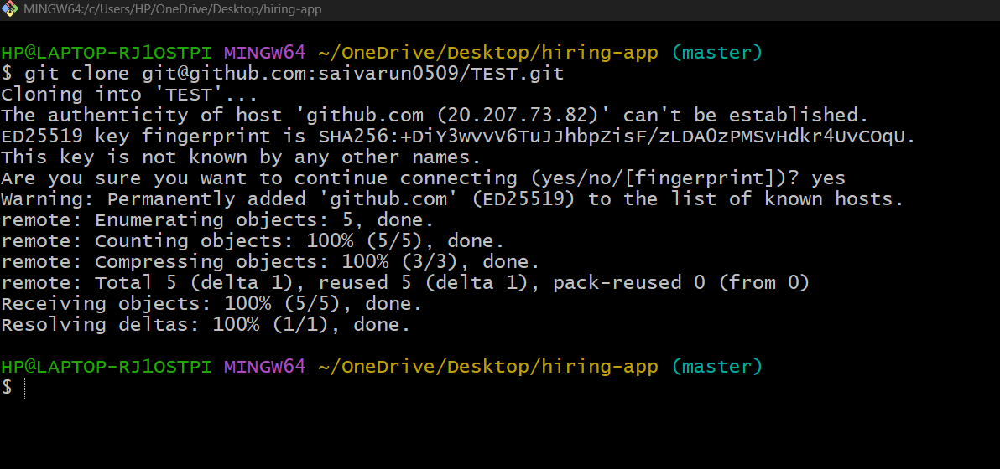 MINGW64:/c/Users/HP/OneDrive/Desktop/hiring-app
HP@LAPTOP-RJ1OSTPI MINGW64 ~/OneDrive/Desktop/hiring-app (master)
$ git clone git@github.com:saivarun0509/TEST.git
Cloning into 'TEST'...
The authenticity of host 'github.com (20.207.73.82)' can't be established.
ED25519 key fingerprint is SHA256:+DiY3wvvV6TuJJhbpZisF/zLDA0zPMSvHdkr4UvCOqU.
This key is not known by any other names.
Are you sure you want to continue connecting (yes/no/[fingerprint])? yes
Warning: Permanently added 'github.com' (ED25519) to the list of known hosts.
remote: Enumerating objects: 5, done.
remote: Counting objects: 100% (5/5), done.
remote: Compressing objects: 100% (3/3), done.
remote: Total 5 (delta 1), reused 5 (delta 1), pack-reused 0 (from 0)
Receiving objects: 100% (5/5), done.
Resolving deltas: 100% (1/1), done.
HP@LAPTOP-RJ1OSTPI MINGW64 ~/OneDrive/Desktop/hiring-app (master)
$